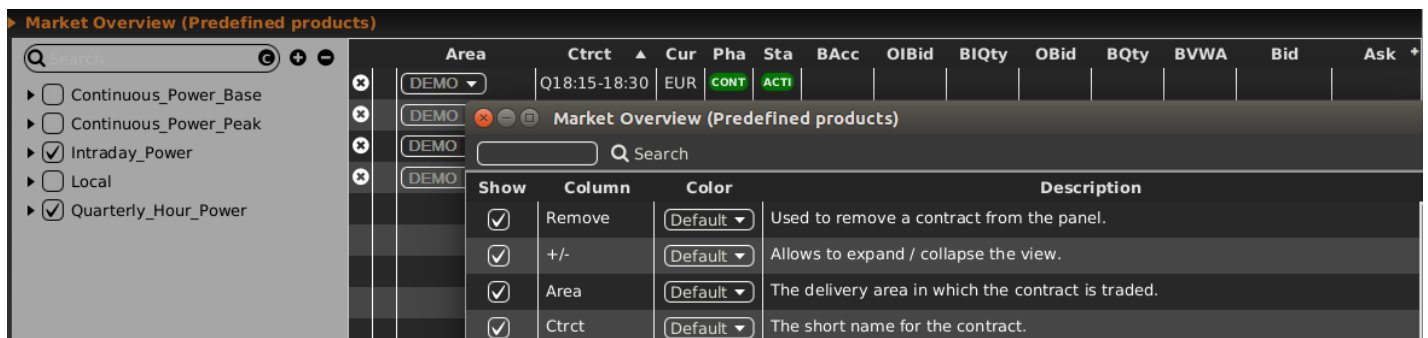 Market Overview (Predefined products)
Search
Continuous_Power_Base
Continuous_Power_Peak
Intraday_Power
Local
Quarterly_Hour_Power
Area Ctrct ▲ Cur Pha Sta BAcc OIBid BIQty OBid BQty BVWA Bid Ask +
DEMO Q18:15-18:30 EUR CONT ACTI
DEMO
DEMO
DEMO
Market Overview (Predefined products)
Search
Show Column Color Description
Remove Default Used to remove a contract from the panel.
+/- Default Allows to expand / collapse the view.
Area Default The delivery area in which the contract is traded.
Ctrct Default The short name for the contract.